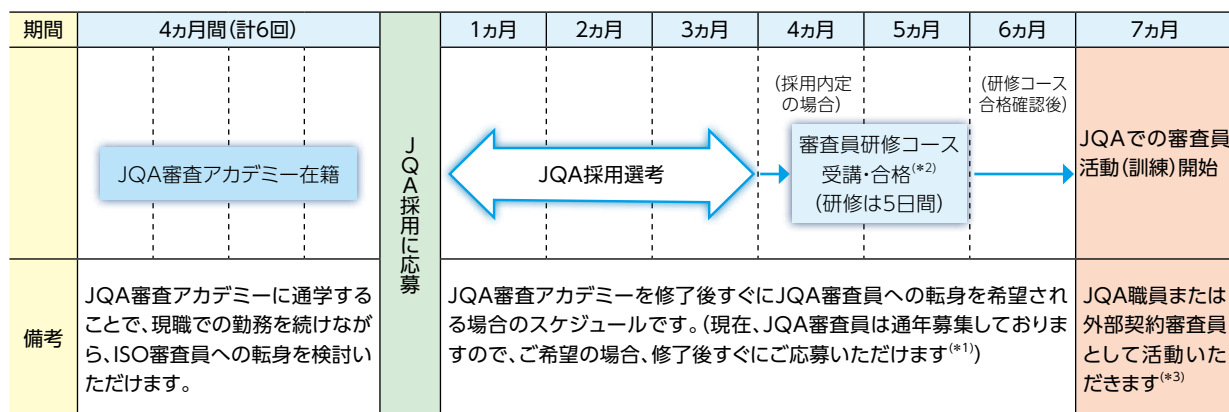 期間
4ヵ月間(計6回)
JQA採用に応募
1ヵ月
2ヵ月
3ヵ月
4ヵ月
5ヵ月
6ヵ月
7ヵ月
JQA審査アカデミー在籍
JQA採用選考
(採用内定
の場合)
審査員研修コース
受講・合格(*2)
(研修は5日間)
(研修コース
合格確認後)
JQAでの審査員
活動(訓練)開始
備考
JQA審査アカデミーに通学する
ことで、現職での勤務を続けなが
ら、ISO審査員への転身を検討い
ただけます。
JQA審査アカデミーを修了後すぐにJQA審査員への転身を希望され
る場合のスケジュールです。(現在、JQA審査員は通年募集しておりま
すので、ご希望の場合、修了後すぐにご応募いただけます(*1))
JQA職員または
外部契約審査員
として活動いた
だきます(*3)